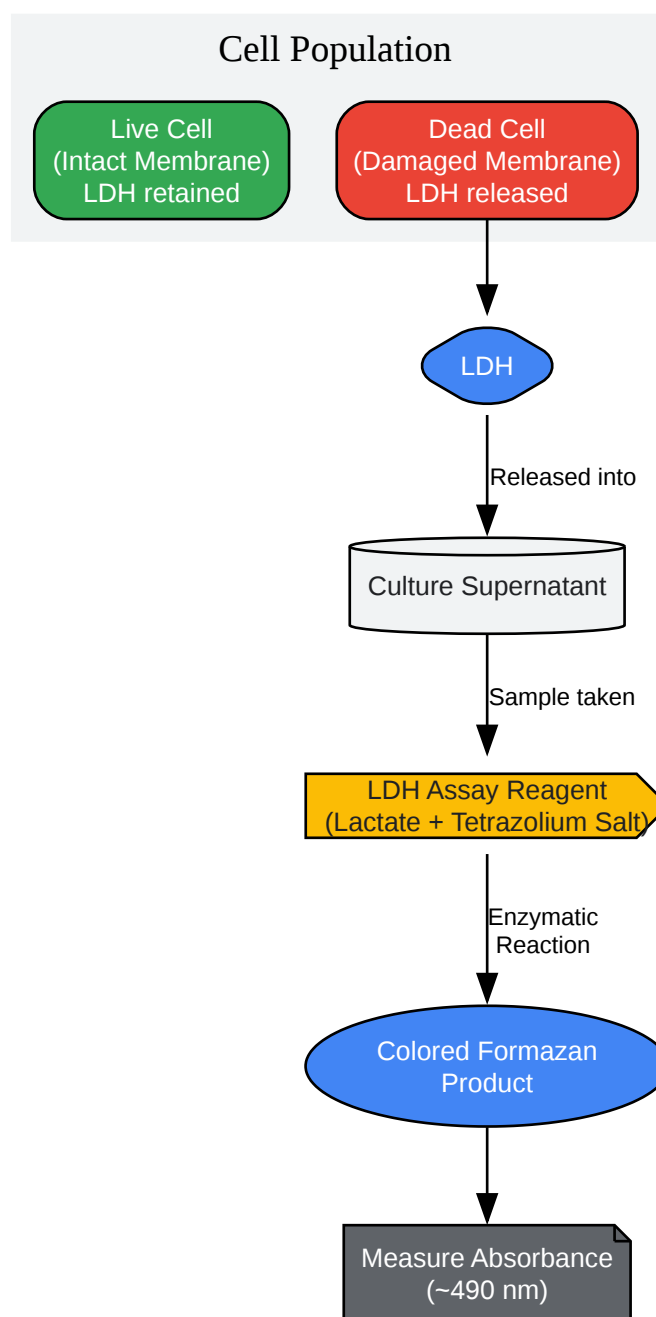 Cell Population
Live Cell
(Intact Membrane)
LDH retained
Dead Cell
(Damaged Membrane)
LDH released
LDH
Released into
Culture Supernatant
Sample taken
LDH Assay Reagent
(Lactate + Tetrazolium Salt)
Enzymatic
Reaction
Colored Formazan
Product
Measure Absorbance
(~490 nm)